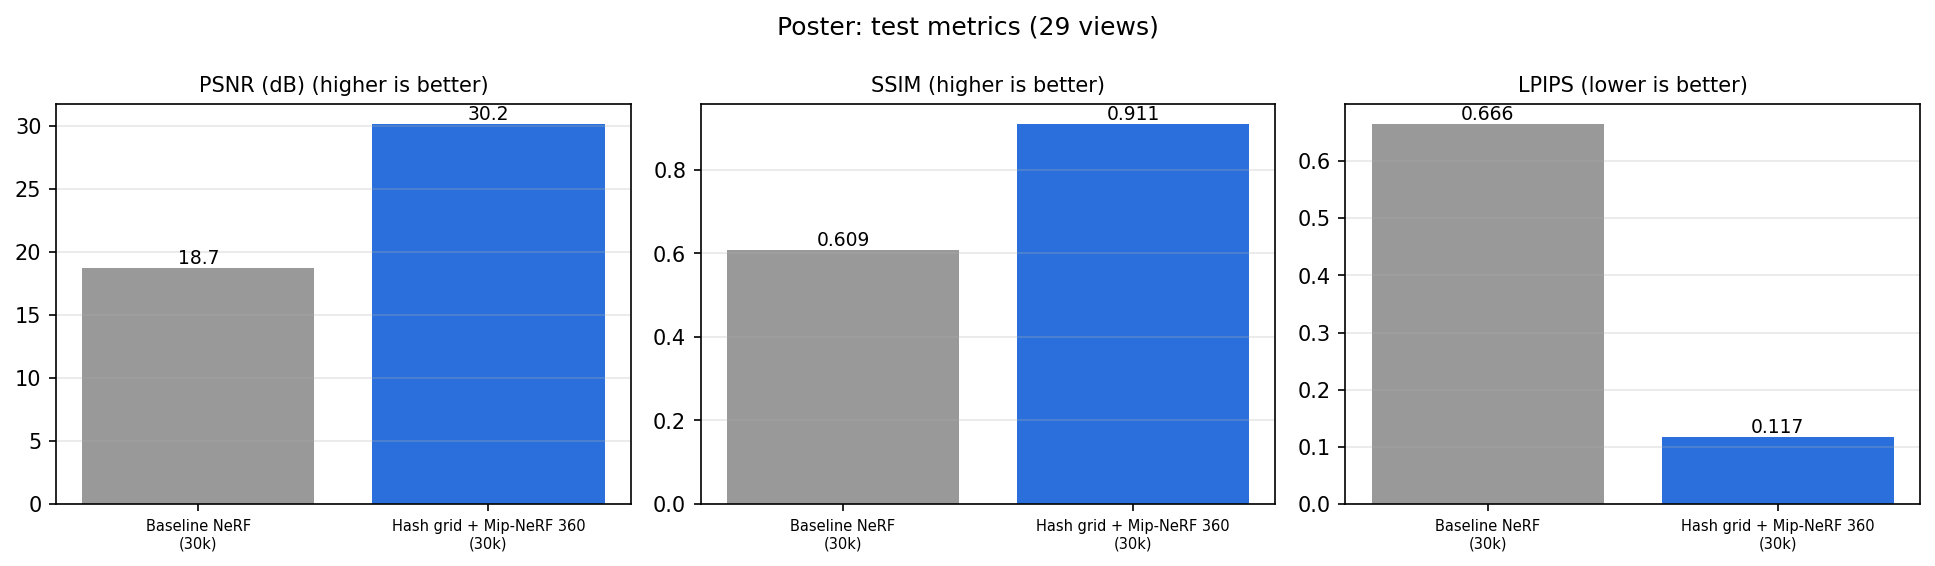 Poster: test metrics (29 views)
PSNR (dB) (higher is better)
30
25
20
15
10
5
0
18.7
30.2
Baseline NeRF
(30k)
Hash grid + Mip-NeRF 360
(30k)
SSIM (higher is better)
0.8
0.6
0.4
0.2
0.0
0.609
0.911
Baseline NeRF
(30k)
Hash grid + Mip-NeRF 360
(30k)
LPIPS (lower is better)
0.6
0.5
0.4
0.3
0.2
0.1
0.0
0.666
0.117
Baseline NeRF
(30k)
Hash grid + Mip-NeRF 360
(30k)